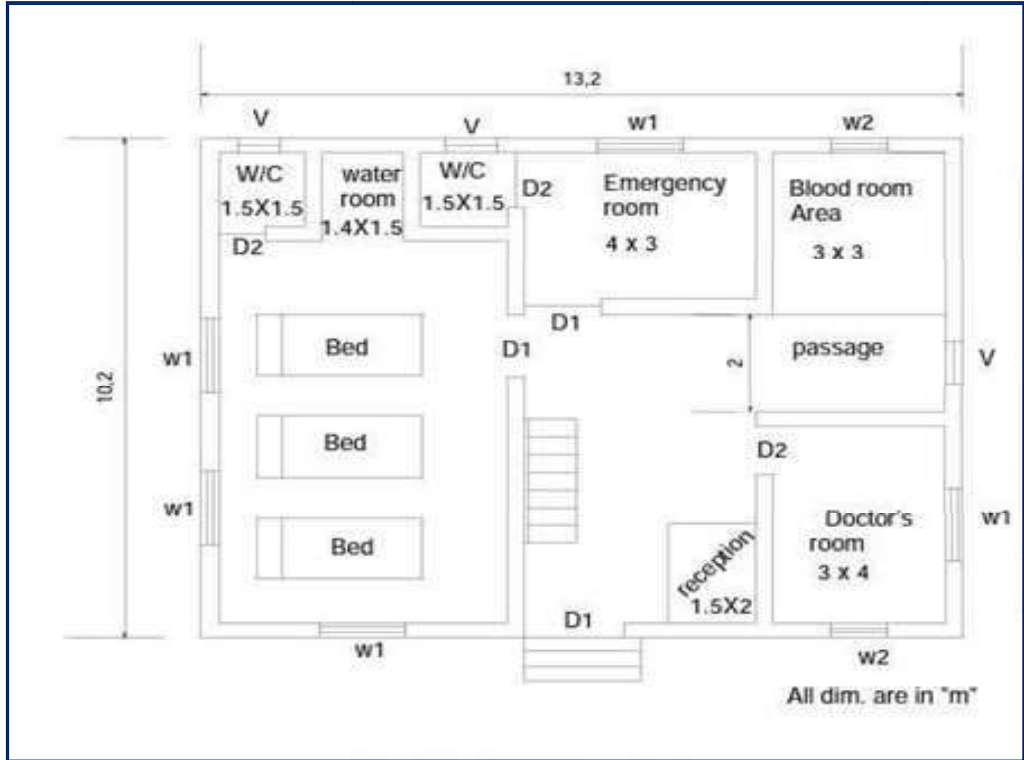 13,2
V
V
w1
w2
W/C
1.5X1.5
water
room
1.4X1.5
W/C
1.5X1.5
D2
Emergency
room
4 x 3
Blood room
Area
3 x 3
D2
D1
w1
Bed
D1
2
passage
V
10,2
Bed
D2
w1
Bed
reception
1.5X2
Doctor's
room
3 x 4
w1
D1
w1
w2
All dim. are in "m"